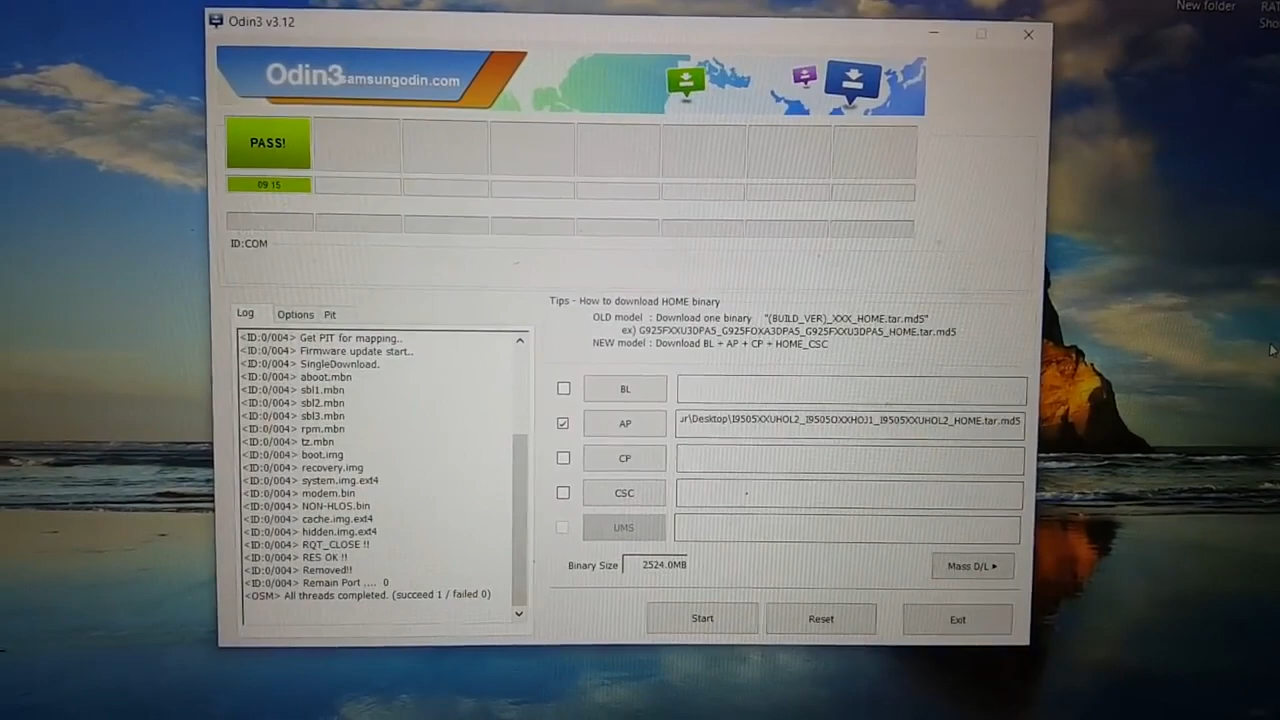 New folder
RAT
Sho
Odin3 v3.12
Odin3
samsungodin.com
PASS!
09:15
ID:COM
Log
Options
Pit
<ID:0/004> Get PIT for mapping..
<ID:0/004> Firmware update start..
<ID:0/004> SingleDownload.
<ID:0/004> aboot.mbn
<ID:0/004> sbl1.mbn
<ID:0/004> sbl2.mbn
<ID:0/004> sbl3.mbn
<ID:0/004> rpm.mbn
<ID:0/004> tz.mbn
<ID:0/004> boot.img
<ID:0/004> recovery.img
<ID:0/004> system.img.ext4
<ID:0/004> modem.bin
<ID:0/004> NON-HLOS.bin
<ID:0/004> cache.img.ext4
<ID:0/004> hidden.img.ext4
<ID:0/004> RQT_CLOSE !!
<ID:0/004> RES OK !!
<ID:0/004> Removed!!
<ID:0/004> Remain Port .... 0
<OSM> All threads completed. (succeed 1 / failed 0)
Tips - How to download HOME binary
OLD model : Download one binary "(BUILD_VER)_XXX_HOME.tar.md5"
ex) G925FXXU3DPA5_G925FOXA3DPA5_G925FXXU3DPA5_HOME.tar.md5
NEW model : Download BL + AP + CP + HOME_CSC
BL
AP
ur\Desktop\I9505XXUHOL2_I9505OXXHOJ1_I9505XXUHOL2_HOME.tar.md5
CP
CSC
UMS
Binary Size
2524.0MB
Mass D/L ▸
Start
Reset
Exit